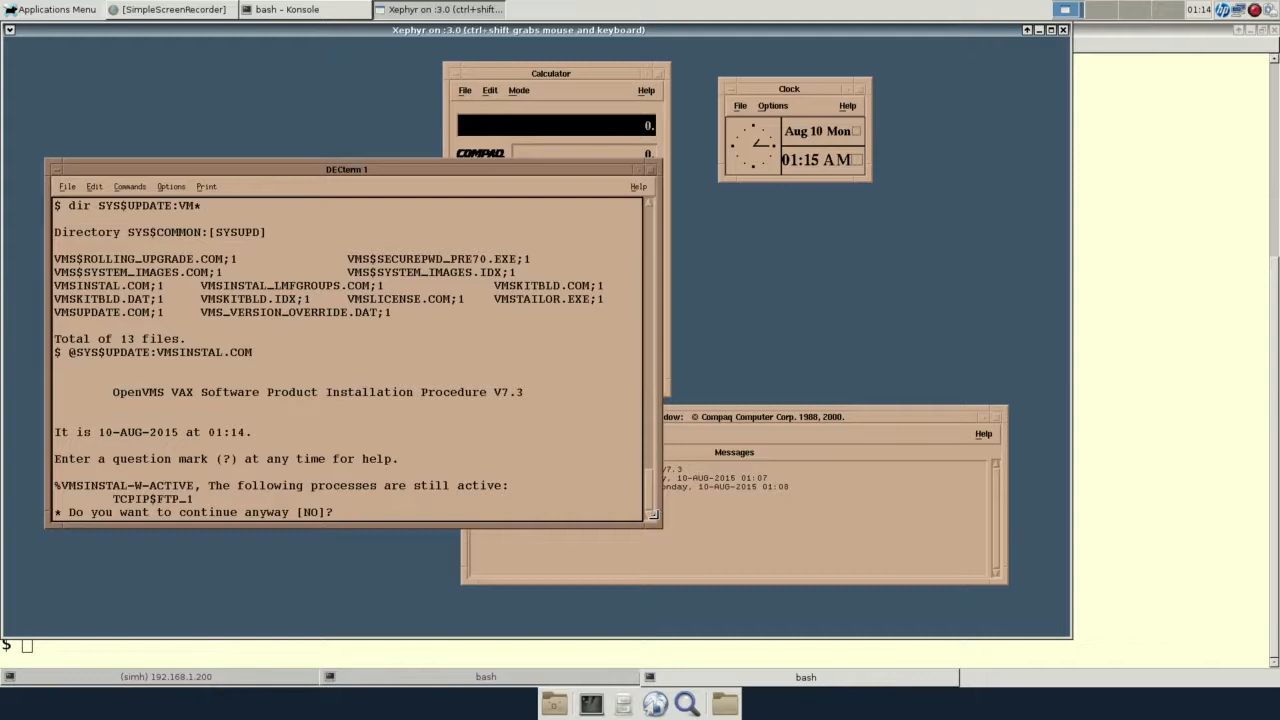 Applications Menu [SimpleScreenRecorder] bash - Konsole Xephyr on :3.0 (ctrl+shift... 01:14
Xephyr on :3.0 (ctrl+shift grabs mouse and keyboard)
Calculator
File Edit Mode Help
0.
COMPAQ 0.
Clock
File Options Help
Aug 10 Mon
01:15 AM
DECterm 1
File Edit Commands Options Print Help
$ dir SYS$UPDATE:VM*
Directory SYS$COMMON:[SYSUPD]
VMS$ROLLING_UPGRADE.COM;1 VMS$SECUREPWD_PRE70.EXE;1
VMS$SYSTEM_IMAGES.COM;1 VMS$SYSTEM_IMAGES.IDX;1
VMSINSTAL.COM;1 VMSINSTAL_LMFGROUPS.COM;1 VMSKITBLD.COM;1
VMSKITBLD.DAT;1 VMSKITBLD.IDX;1 VMSLICENSE.COM;1 VMSTAILOR.EXE;1
VMSUPDATE.COM;1 VMS_VERSION_OVERRIDE.DAT;1
Total of 13 files.
$ @SYS$UPDATE:VMSINSTAL.COM
OpenVMS VAX Software Product Installation Procedure V7.3
It is 10-AUG-2015 at 01:14.
Enter a question mark (?) at any time for help.
%VMSINSTAL-W-ACTIVE, The following processes are still active:
TCPIP$FTP_1
* Do you want to continue anyway [NO]?
dow: © Compaq Computer Corp. 1988, 2000.
Help
Messages
V7.3
y, 10-AUG-2015 01:07
onday, 10-AUG-2015 01:08
$
(simh) 192.168.1.200 bash bash